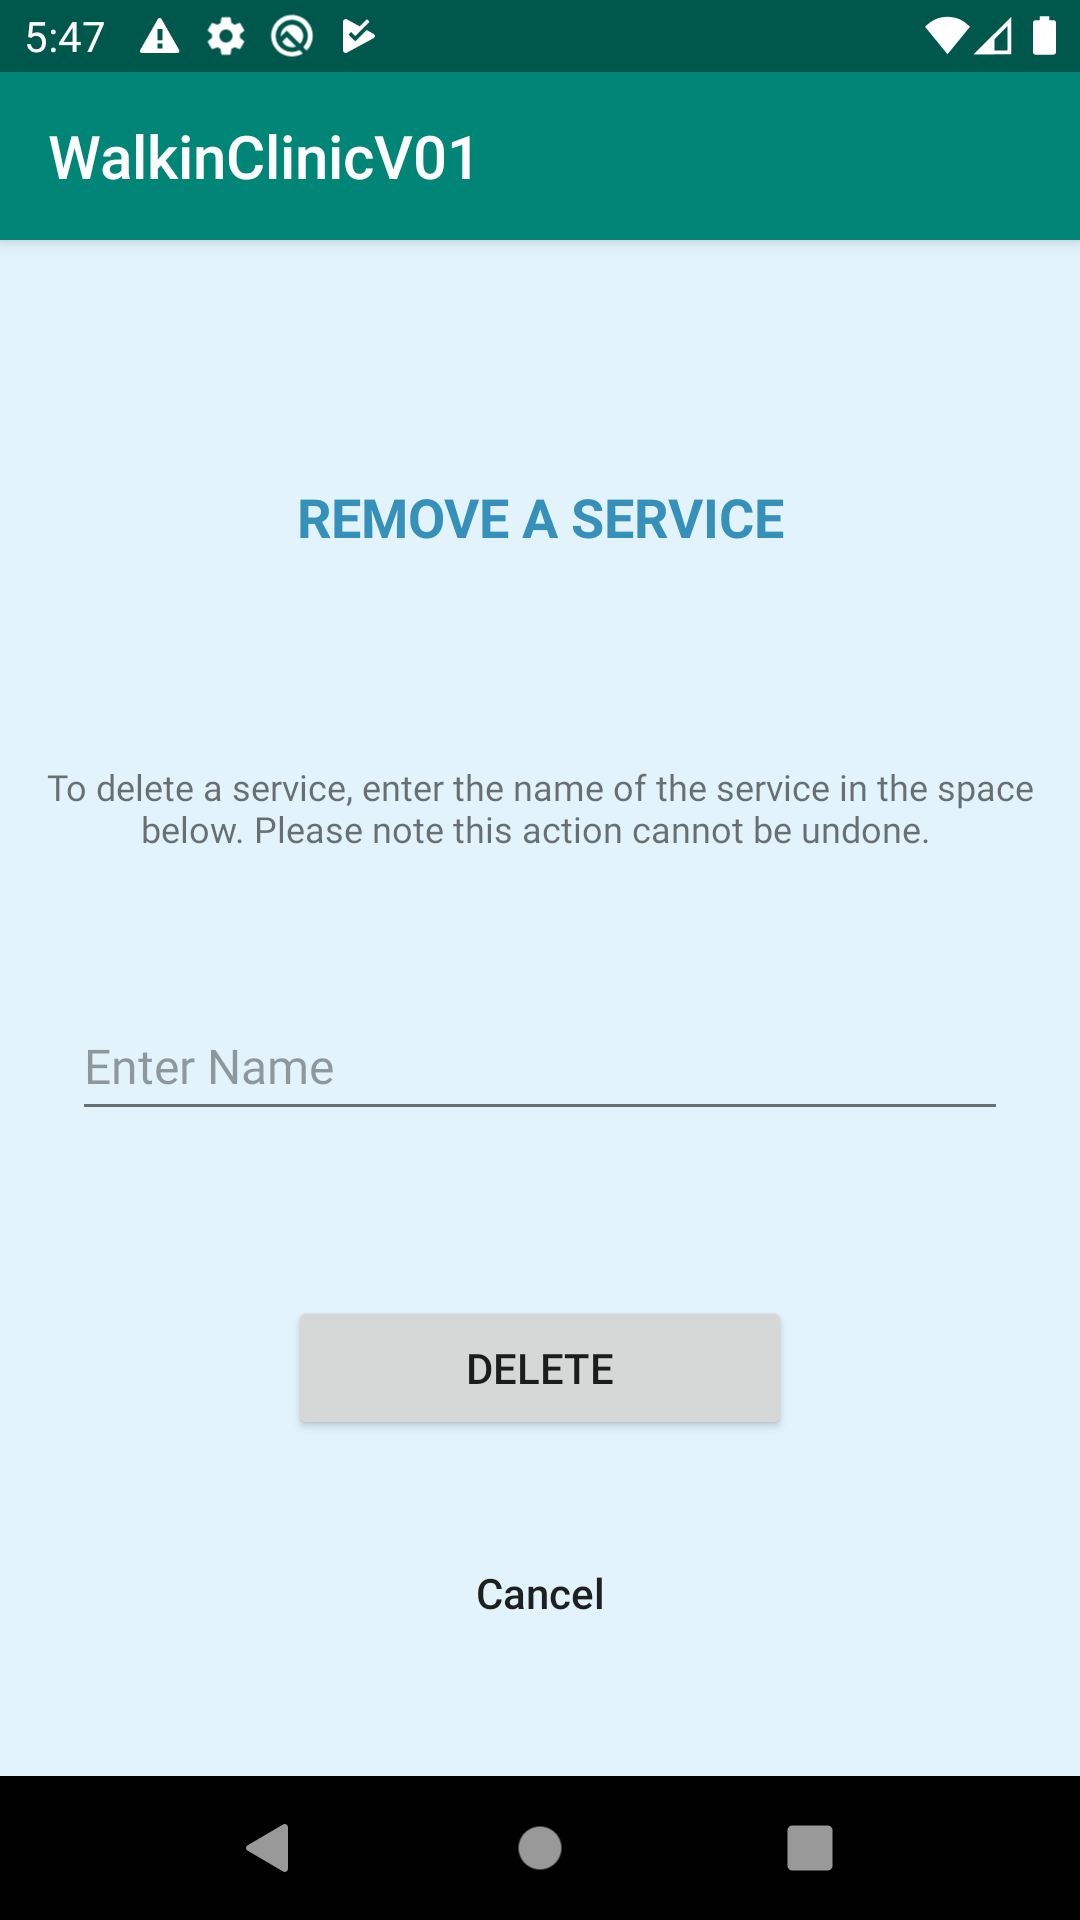 5:47
WalkinClinicV01
REMOVE A SERVICE
To delete a service, enter the name of the service in the space
below. Please note this action cannot be undone.
Enter Name
DELETE
Cancel